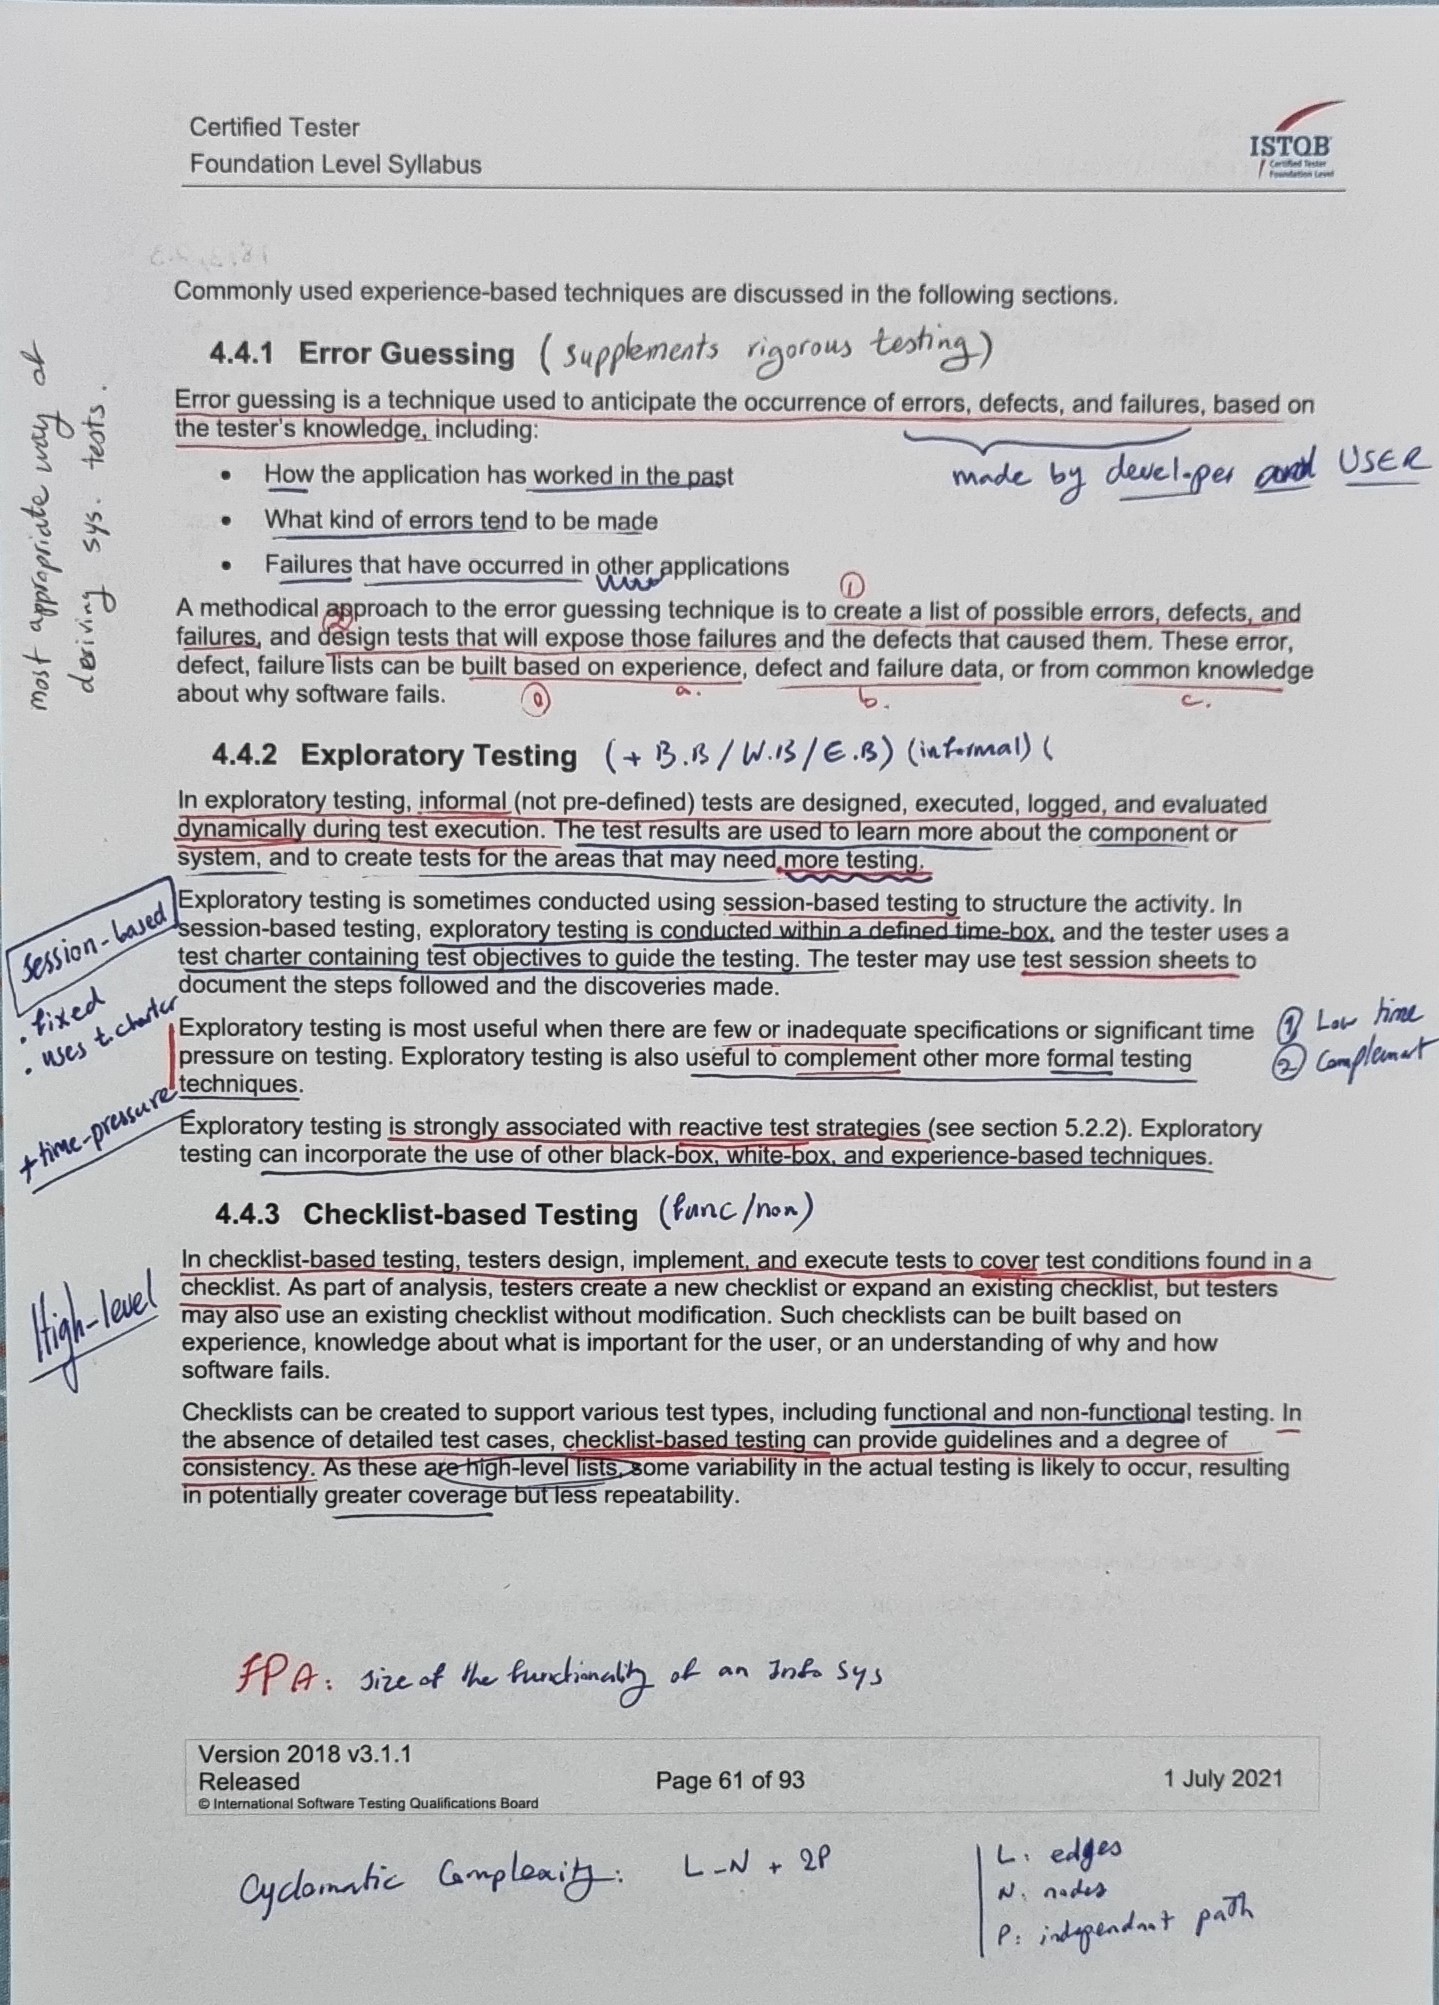 Certified Tester
Foundation Level Syllabus
ISTQB
Certified Tester
Foundation Level
Commonly used experience-based techniques are discussed in the following sections.
4.4.1 Error Guessing (supplements rigorous testing)
Error guessing is a technique used to anticipate the occurrence of errors, defects, and failures, based on
the tester's knowledge, including:
made by developer and USER
• How the application has worked in the past
• What kind of errors tend to be made
• Failures that have occurred in other applications
most appropriate way of
deriving sys. tests.
1
A methodical approach to the error guessing technique is to create a list of possible errors, defects, and
2
failures, and design tests that will expose those failures and the defects that caused them. These error,
defect, failure lists can be built based on experience, defect and failure data, or from common knowledge
about why software fails.
a. b. c.
4.4.2 Exploratory Testing (+ B.B / W.B / E.B) (informal) (
In exploratory testing, informal (not pre-defined) tests are designed, executed, logged, and evaluated
dynamically during test execution. The test results are used to learn more about the component or
system, and to create tests for the areas that may need more testing.
session-based
. fixed
. uses t.charter
+ time-pressure
Exploratory testing is sometimes conducted using session-based testing to structure the activity. In
session-based testing, exploratory testing is conducted within a defined time-box, and the tester uses a
test charter containing test objectives to guide the testing. The tester may use test session sheets to
document the steps followed and the discoveries made.
Exploratory testing is most useful when there are few or inadequate specifications or significant time
pressure on testing. Exploratory testing is also useful to complement other more formal testing
techniques.
1 Low time
2 Complemat
Exploratory testing is strongly associated with reactive test strategies (see section 5.2.2). Exploratory
testing can incorporate the use of other black-box, white-box, and experience-based techniques.
4.4.3 Checklist-based Testing (func/non)
High-level
In checklist-based testing, testers design, implement, and execute tests to cover test conditions found in a
checklist. As part of analysis, testers create a new checklist or expand an existing checklist, but testers
may also use an existing checklist without modification. Such checklists can be built based on
experience, knowledge about what is important for the user, or an understanding of why and how
software fails.
Checklists can be created to support various test types, including functional and non-functional testing. In
the absence of detailed test cases, checklist-based testing can provide guidelines and a degree of
consistency. As these are high-level lists, some variability in the actual testing is likely to occur, resulting
in potentially greater coverage but less repeatability.
FPA: size of the functionality of an Info sys
Version 2018 v3.1.1
Released
© International Software Testing Qualifications Board
Page 61 of 93
1 July 2021
Cyclomatic Complexity: L-N + 2P
L: edges
N: nodes
P: independnt path